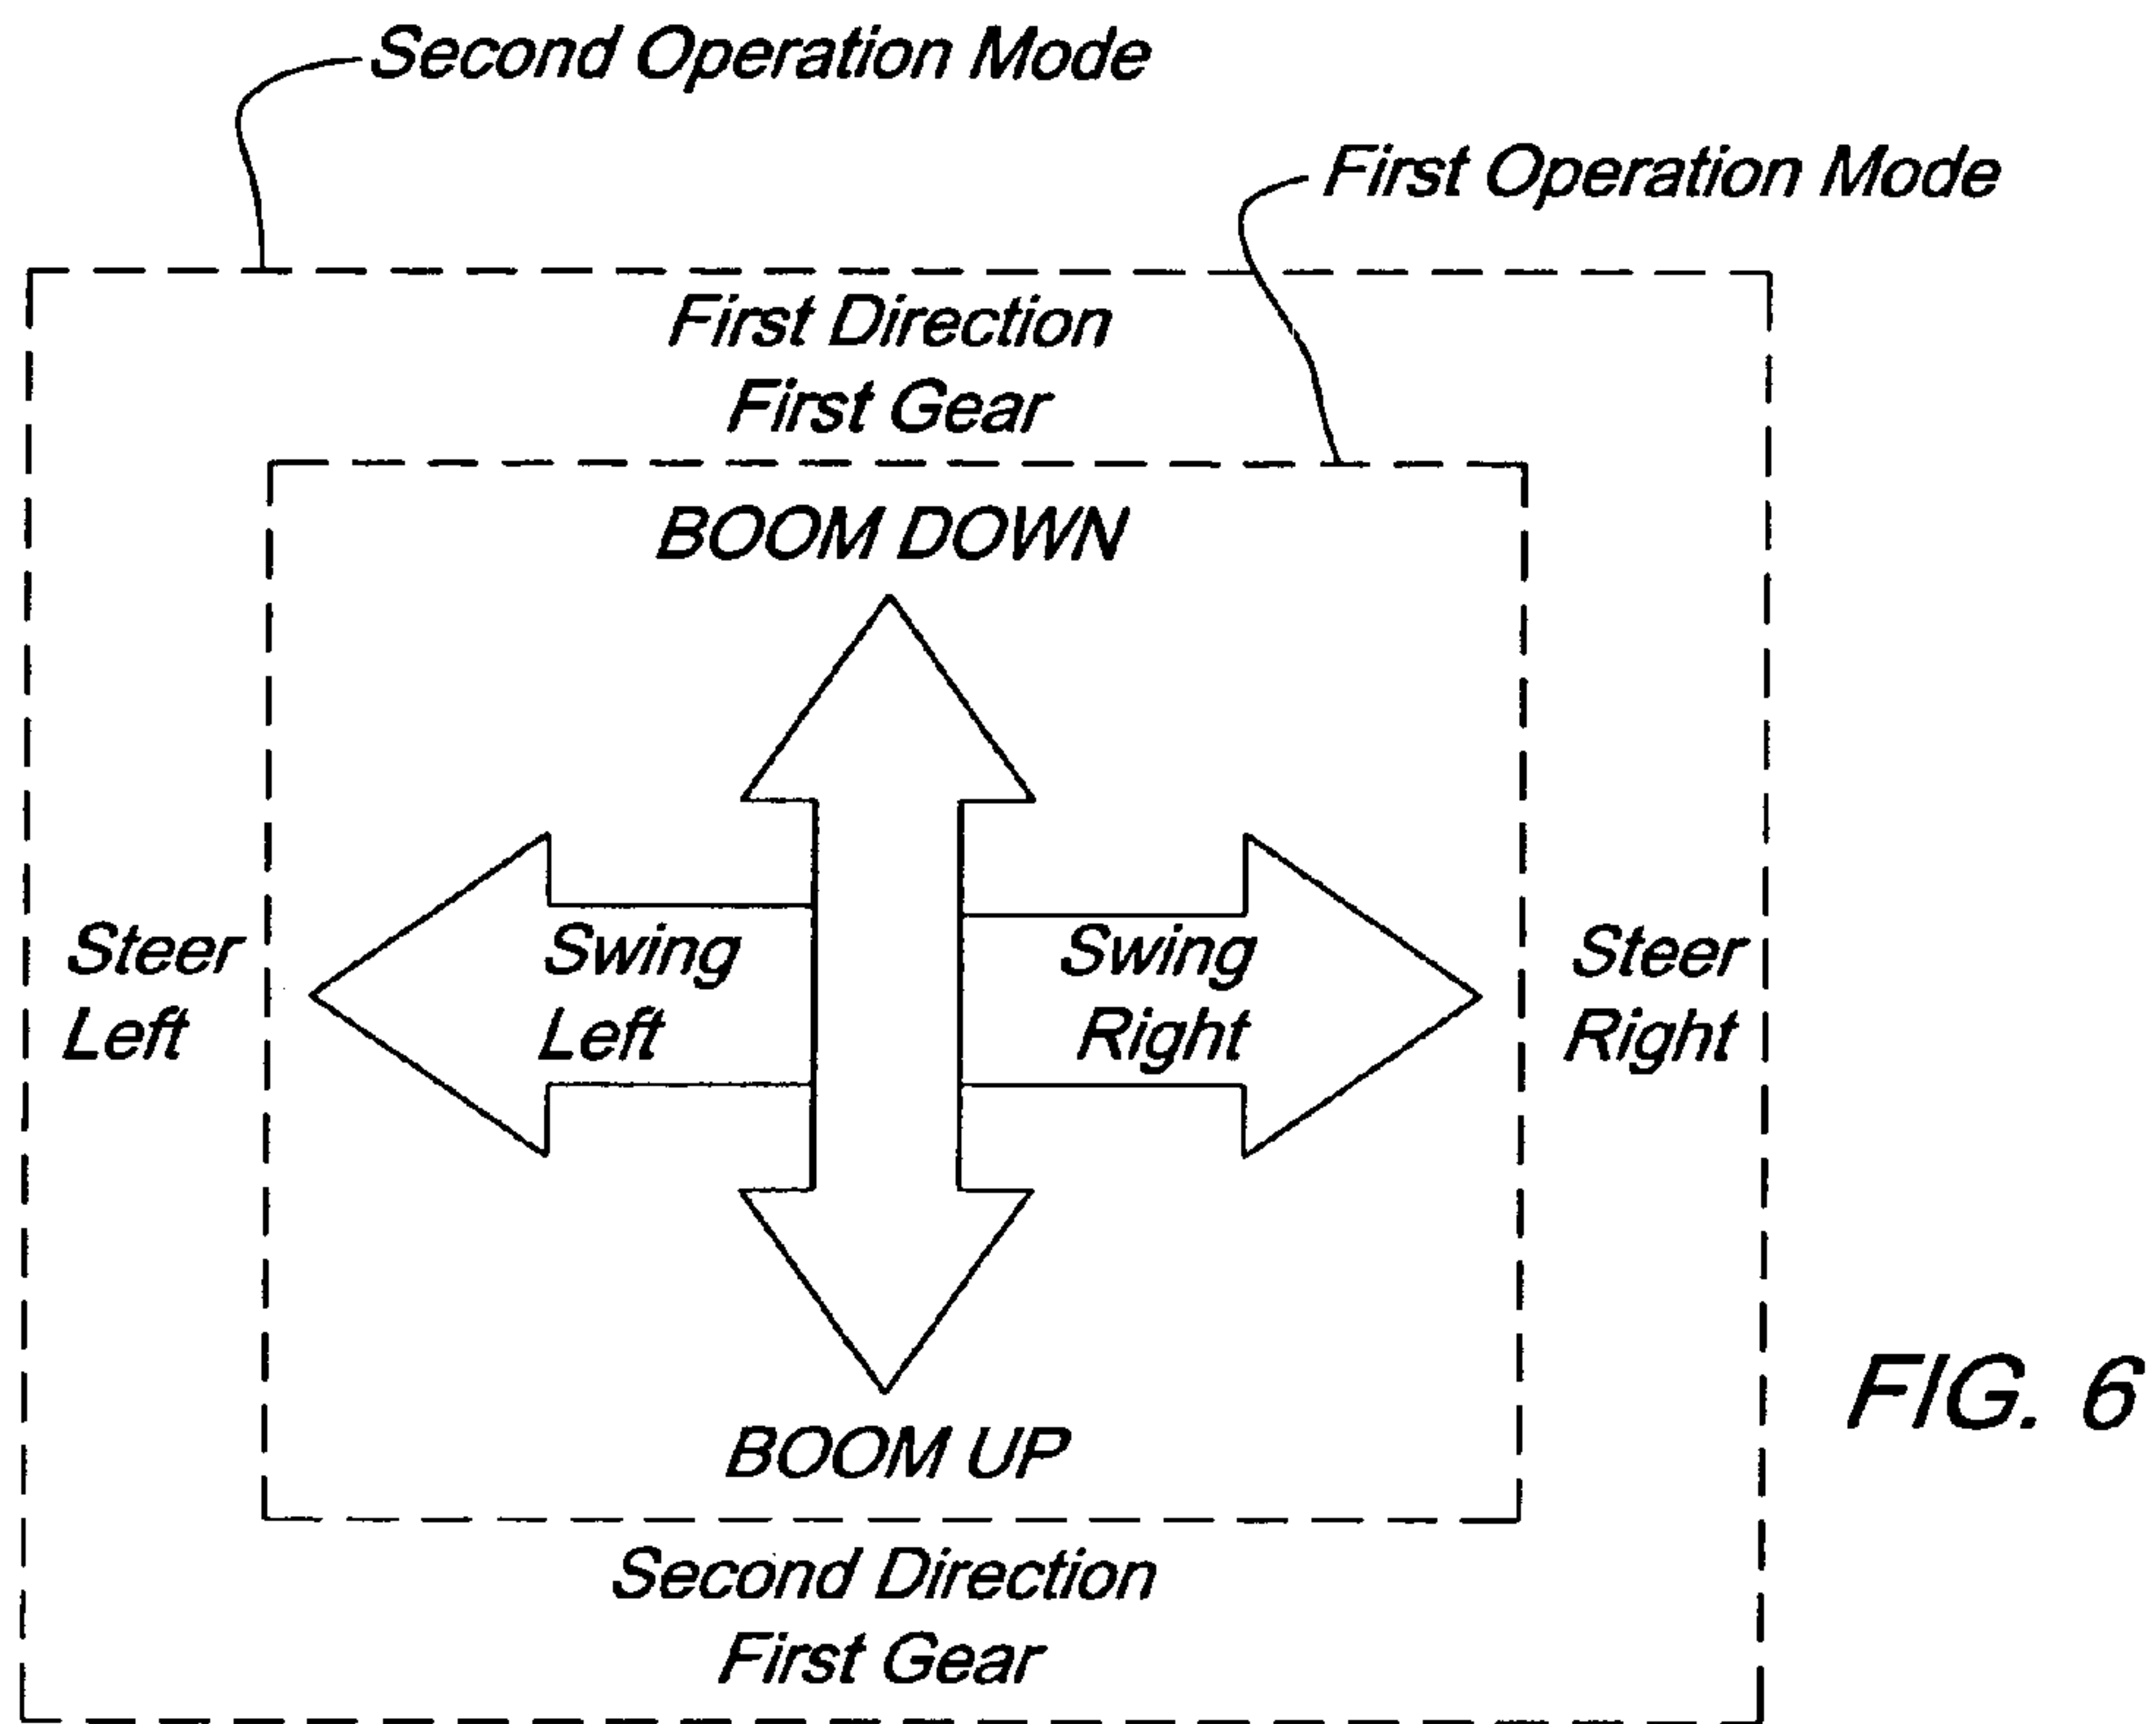 Second Operation Mode
First Operation Mode
First Direction
First Gear
BOOM DOWN
Steer
Left
Swing
Left
Swing
Right
Steer
Right
BOOM UP
Second Direction
First Gear
FIG. 6